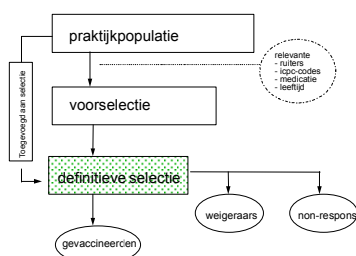 praktijkpopulatie
relevante
- ruiters
- icpc-codes
- medicatie
- leeftijd
Toegevoegd aan selectie
voorselectie
definitieve selectie
weigeraars
non-respons
gevaccineerden